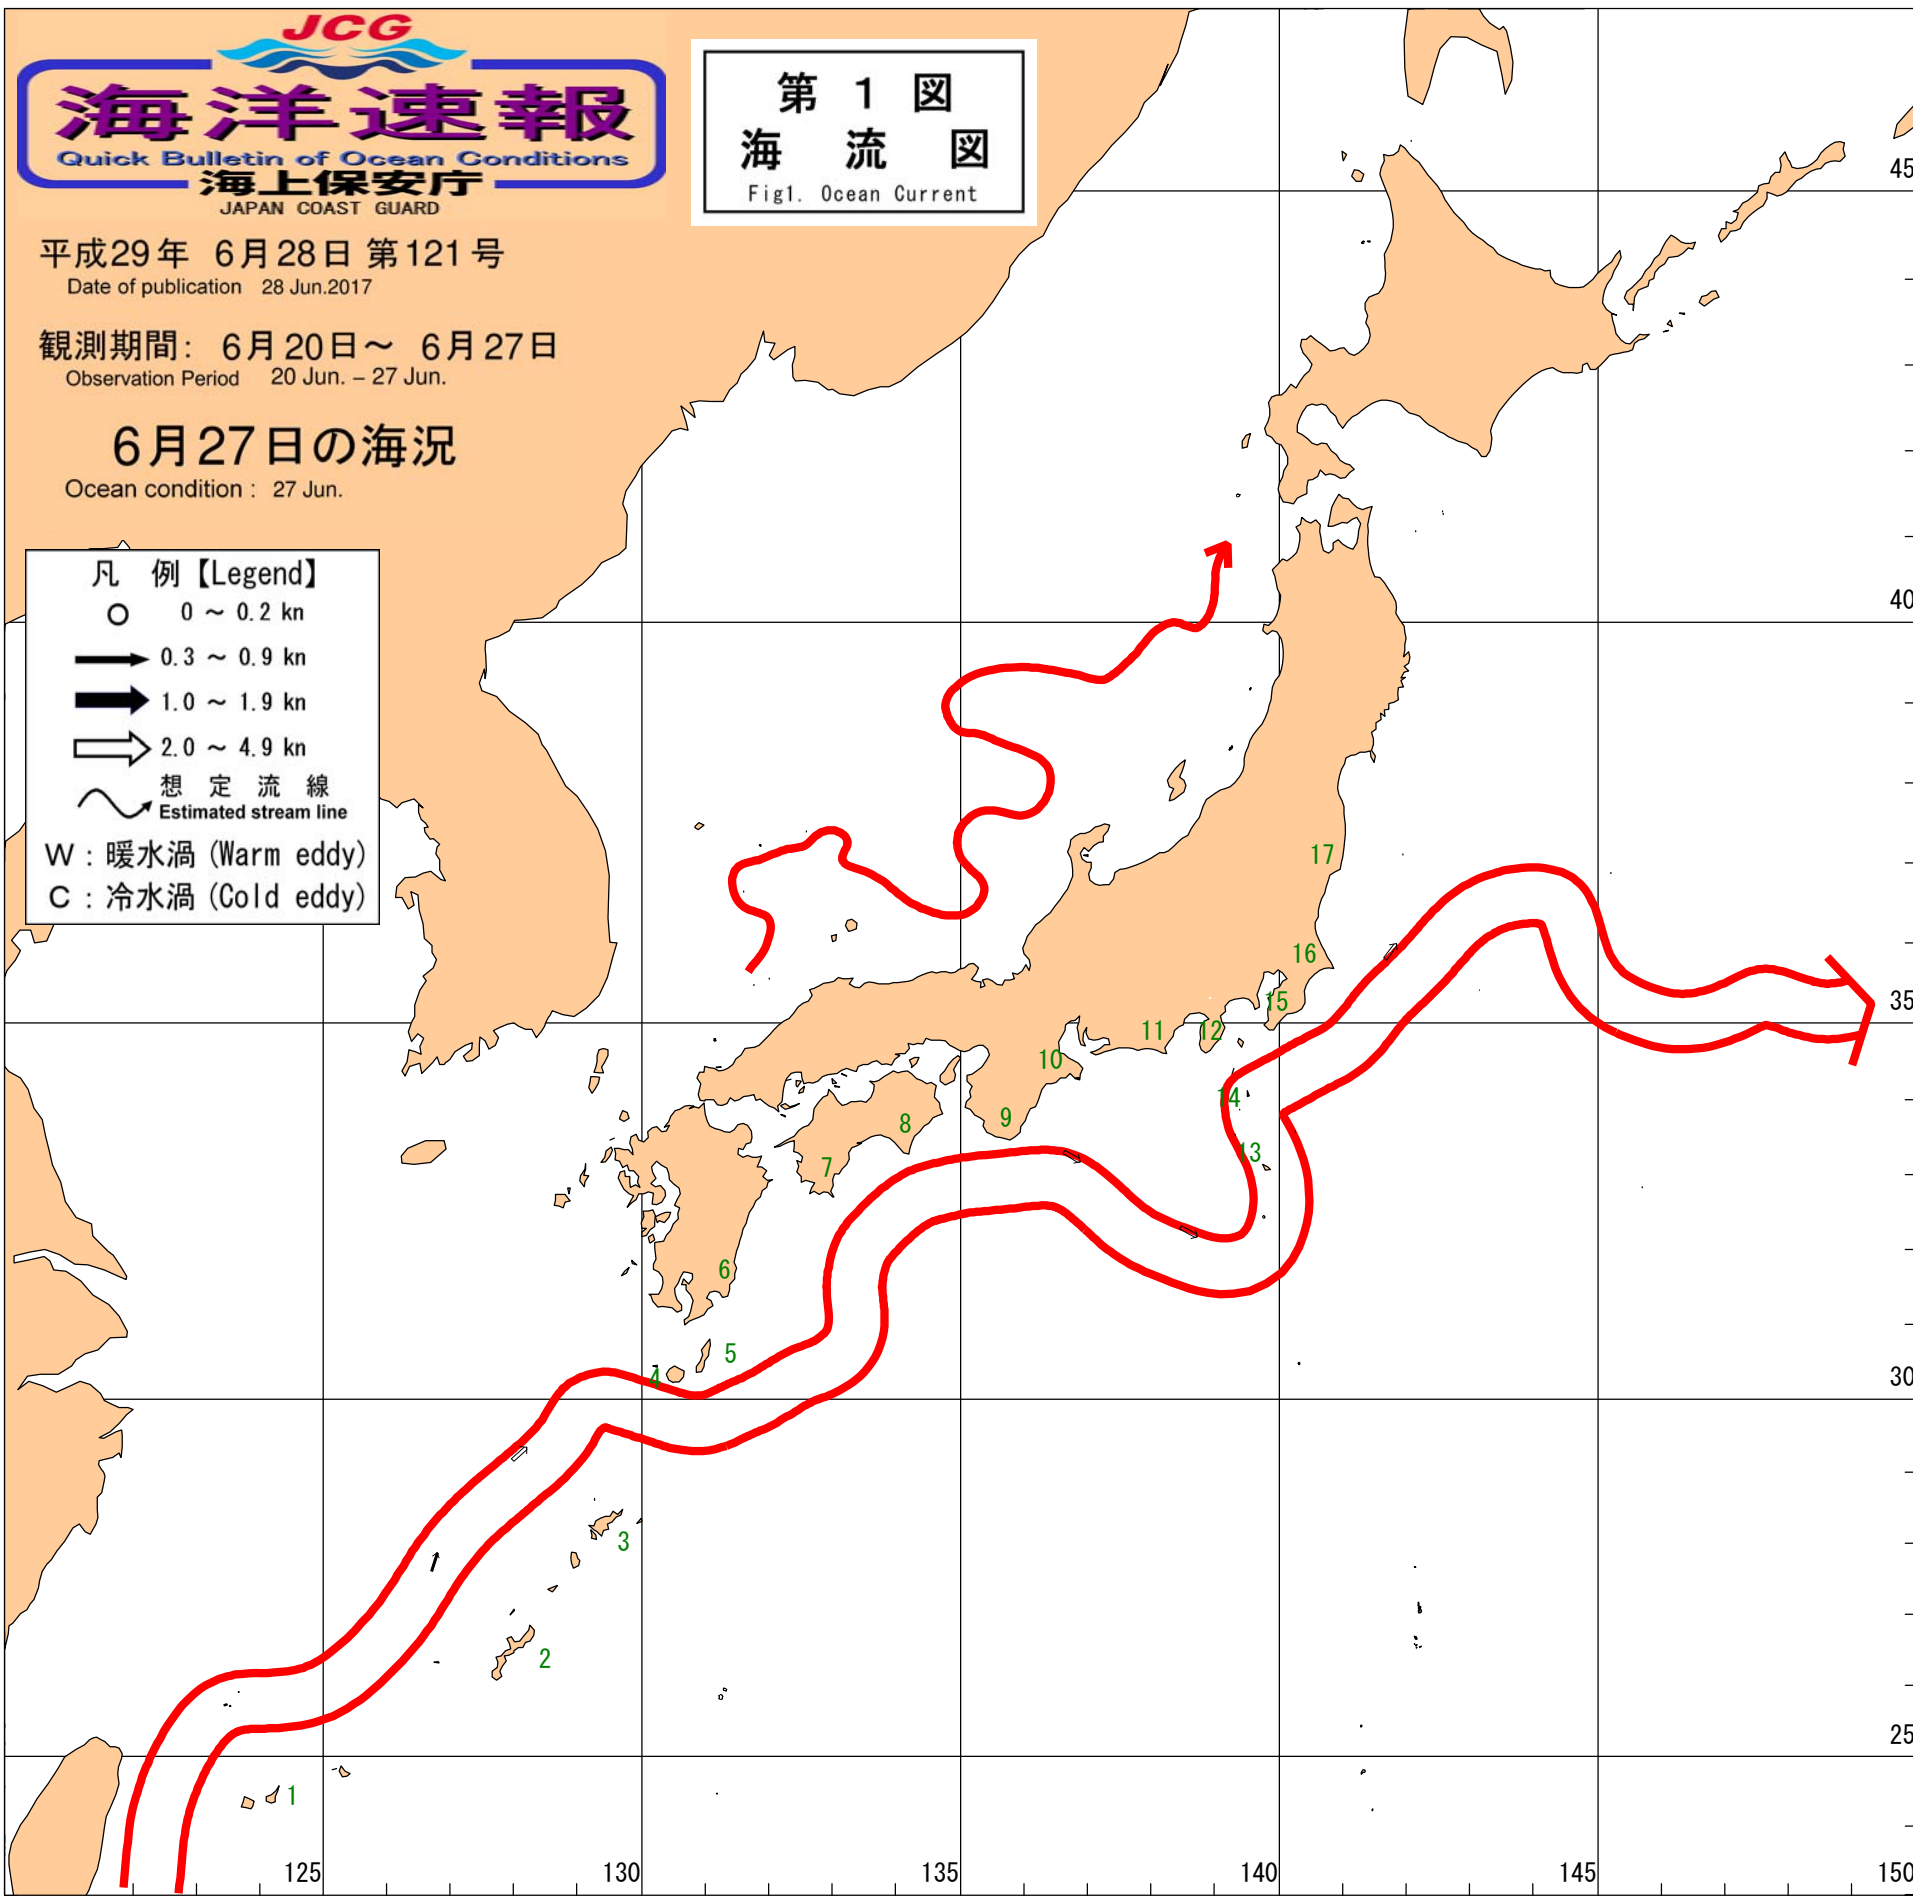 JCG
海洋速報
Quick Bulletin of Ocean Conditions
海上保安庁
JAPAN COAST GUARD
第 1 図
海 流 図
Fig1. Ocean Current
平成29年 6月28日 第121号
Date of publication 28 Jun.2017
観測期間: 6月20日～ 6月27日
Observation Period 20 Jun. – 27 Jun.
6月27日の海況
Ocean condition : 27 Jun.
凡 例【Legend】
0 ～ 0.2 kn
0.3 ～ 0.9 kn
1.0 ～ 1.9 kn
2.0 ～ 4.9 kn
想 定 流 線
Estimated stream line
W : 暖水渦 (Warm eddy)
C : 冷水渦 (Cold eddy)
45
40
35
30
25
17
16
15
11
12
10
14
9
8
13
7
6
5
4
3
2
1
125
130
135
140
145
150